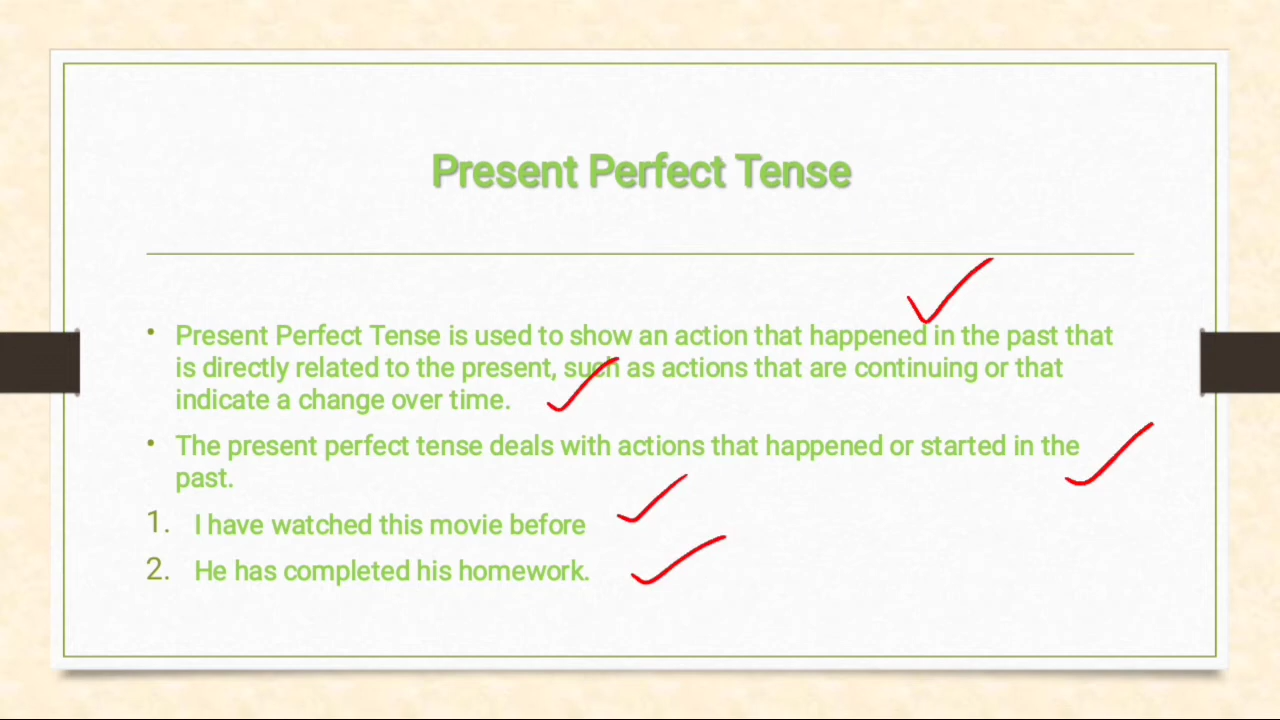 Present Perfect Tense
• Present Perfect Tense is used to show an action that happened in the past that
is directly related to the present, such as actions that are continuing or that
indicate a change over time.
• The present perfect tense deals with actions that happened or started in the
past.
1. I have watched this movie before
2. He has completed his homework.